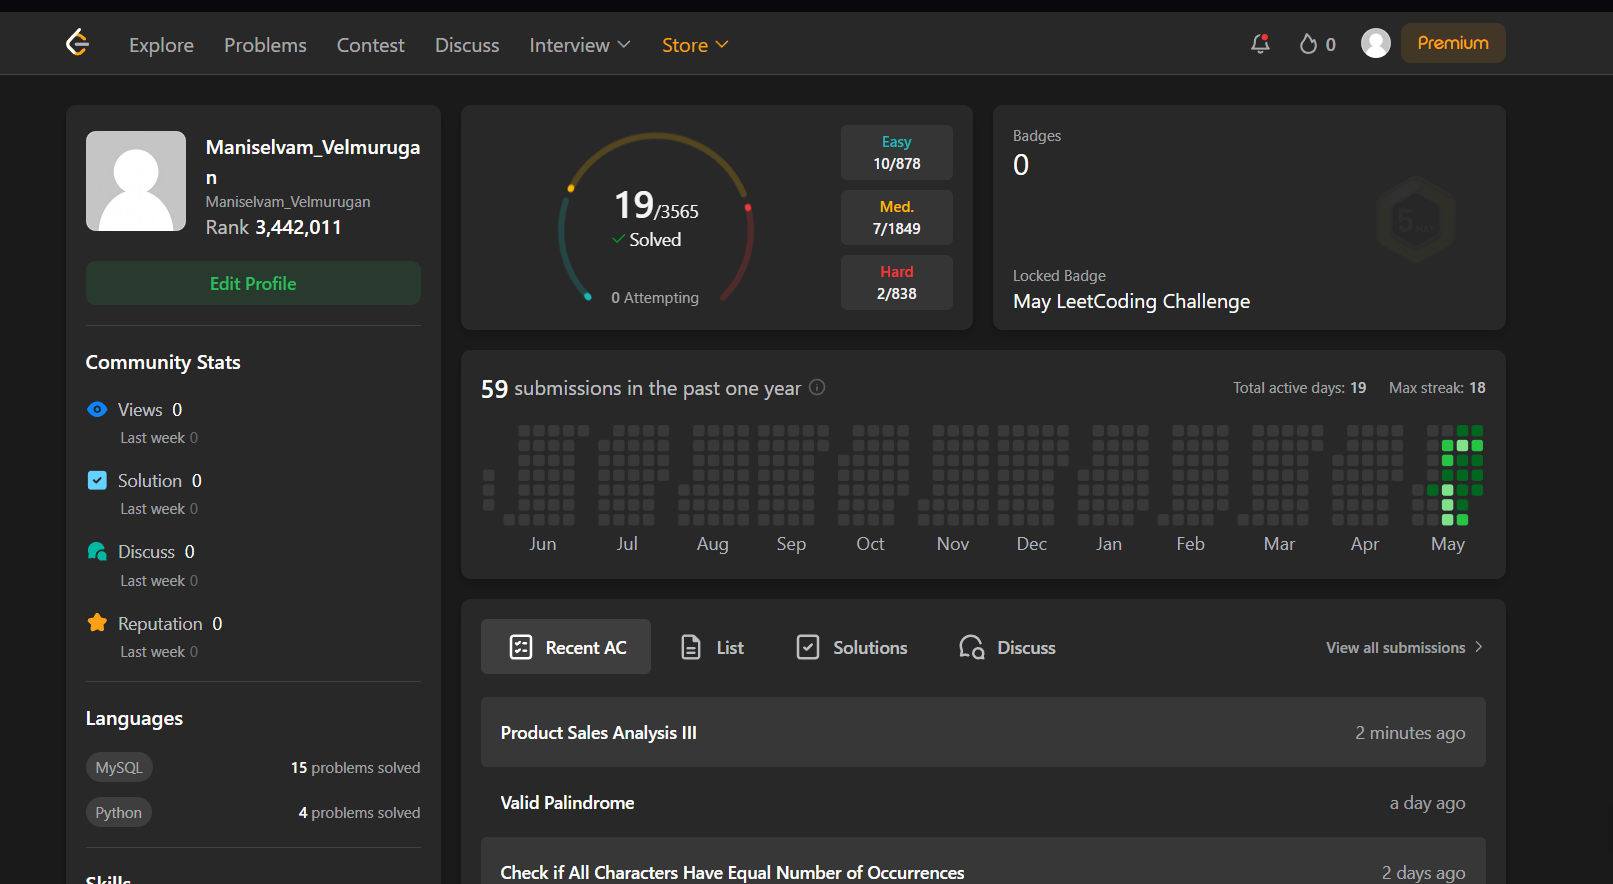 Explore
Problems
Contest
Discuss
Interview
Store
0
Premium
Maniselvam_Velmuruga
n
Maniselvam_Velmurugan
Rank 3,442,011
Edit Profile
Community Stats
Views 0
Last week 0
Solution 0
Last week 0
Discuss 0
Last week 0
Reputation 0
Last week 0
Languages
MySQL
15 problems solved
Python
4 problems solved
Skills
19/3565
Solved
0 Attempting
Easy
10/878
Med.
7/1849
Hard
2/838
Badges
0
Locked Badge
May LeetCoding Challenge
59 submissions in the past one year
Total active days: 19
Max streak: 18
Jun
Jul
Aug
Sep
Oct
Nov
Dec
Jan
Feb
Mar
Apr
May
Recent AC
List
Solutions
Discuss
View all submissions
Product Sales Analysis III
2 minutes ago
Valid Palindrome
a day ago
Check if All Characters Have Equal Number of Occurrences
2 days ago